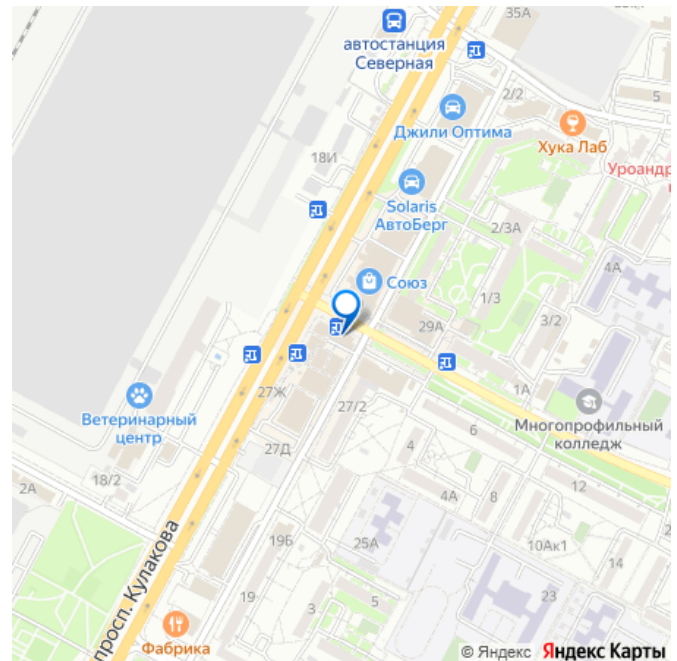 35А
автостанция
Северная
2/2
5
Джили Оптима
Хука Лаб
18И
Уроандр
Solaris
АвтоБерг
2/3А
4А
Союз
1/3
3/2
29А
1А
27Ж
Ветеринарный
центр
27/2
Многопрофильный
колледж
6
4
27Д
18/2
2А
4А
8
12
просп. Кулакова
19Б
25А
10Ак1
14
19
3
5
23
Фабрика
© Яндекс Яндекс Карты